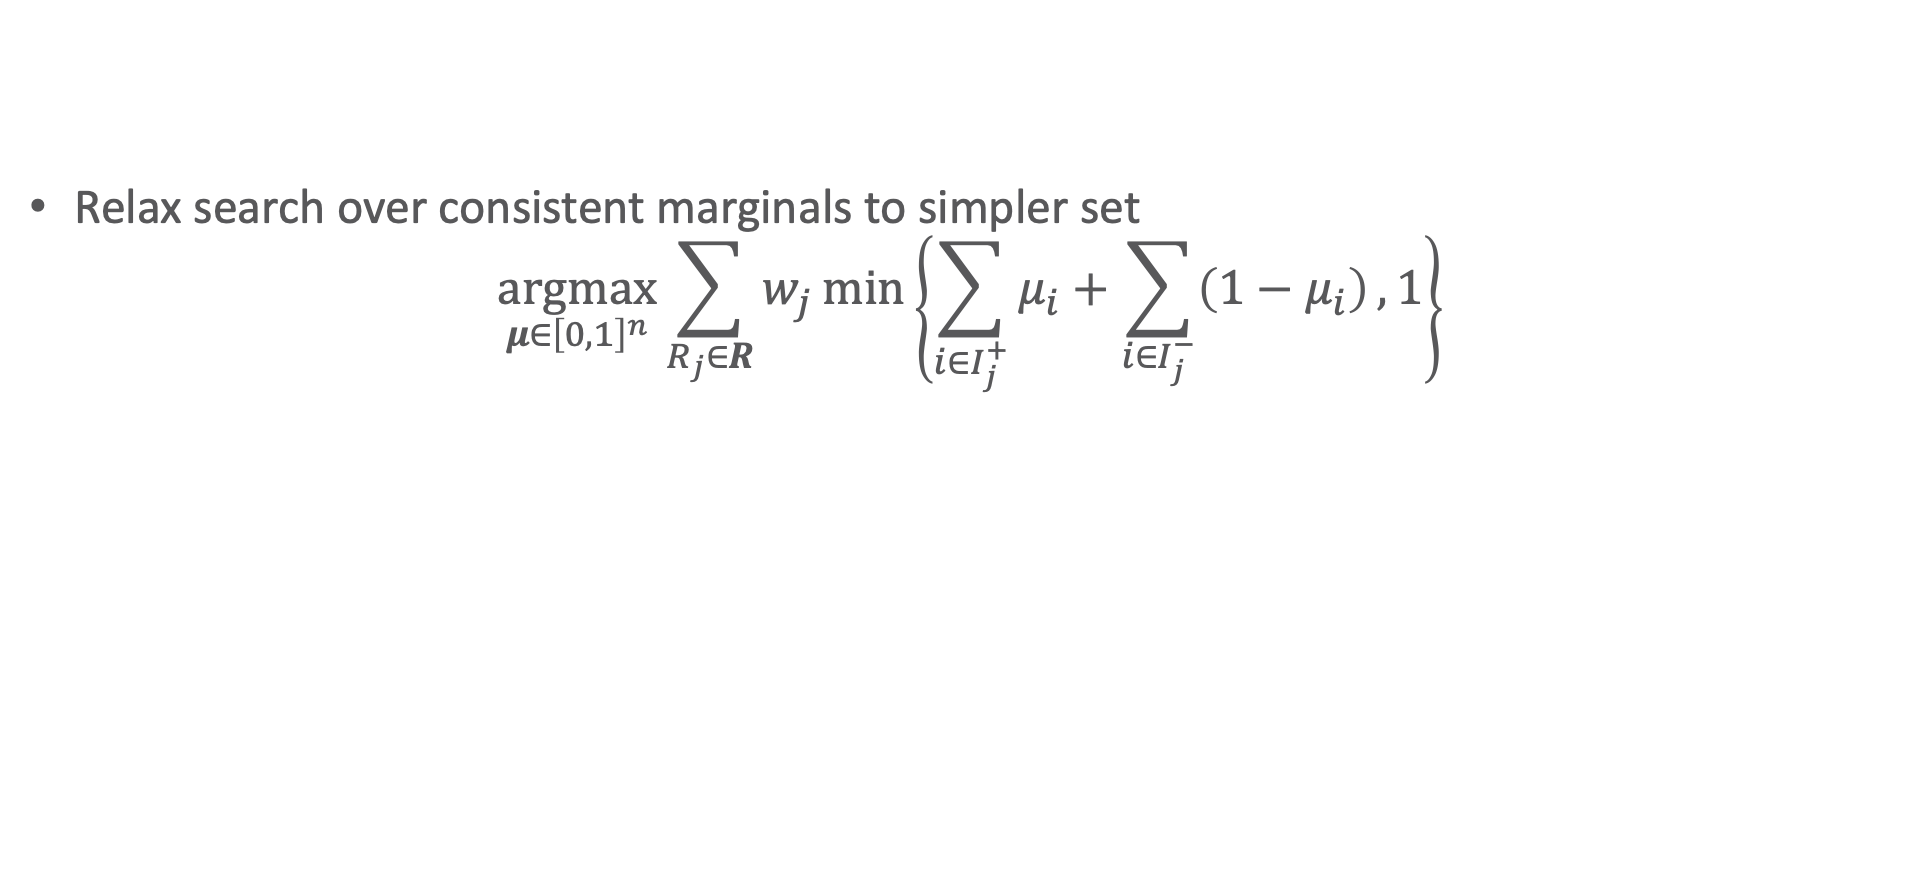 • Relax search over consistent marginals to simpler set
argmax_{𝝁∈[0,1]^n} ∑_{R_j∈𝑹} w_j min{∑_{i∈I_j^+} μ_i + ∑_{i∈I_j^-} (1 − μ_i), 1}